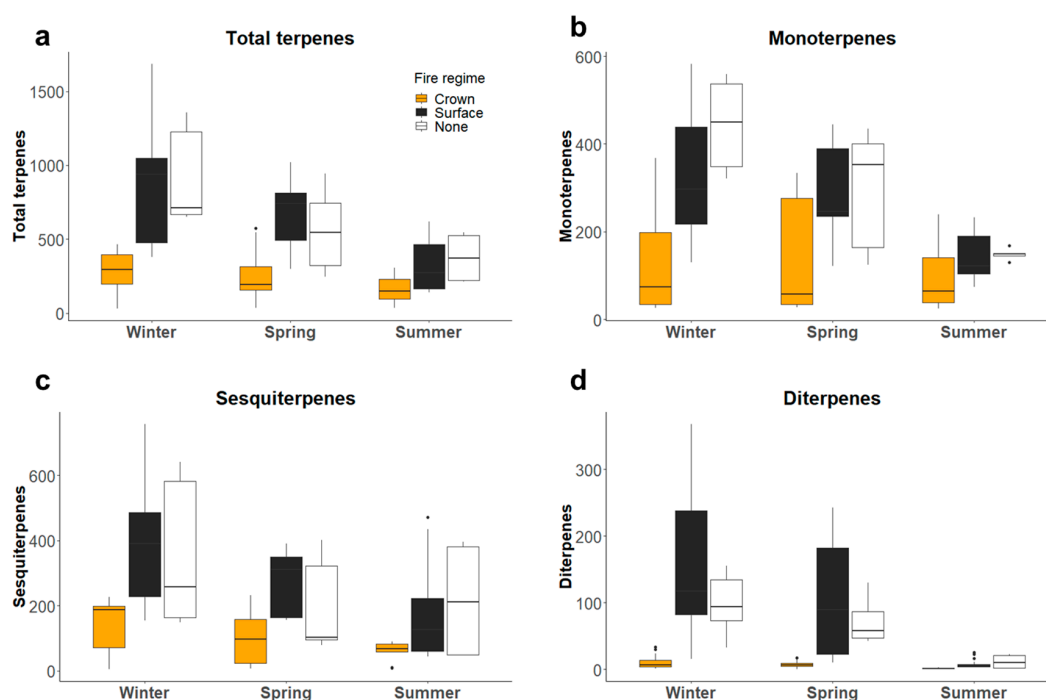 a
Total terpenes
Total terpenes
1500
1000
500
0
Fire regime
Crown
Surface
None
Winter
Spring
Summer
b
Monoterpenes
Monoterpenes
600
400
200
0
Winter
Spring
Summer
c
Sesquiterpenes
Sesquiterpenes
600
400
200
0
Winter
Spring
Summer
d
Diterpenes
Diterpenes
300
200
100
0
Winter
Spring
Summer